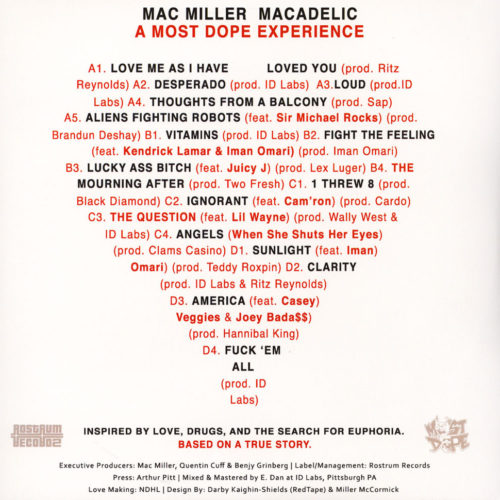 MAC MILLER MACADELIC
A MOST DOPE EXPERIENCE
A1. LOVE ME AS I HAVE LOVED YOU (prod. Ritz
Reynolds) A2. DESPERADO (prod. ID Labs) A3.LOUD (prod.ID
Labs) A4. THOUGHTS FROM A BALCONY (prod. Sap)
A5. ALIENS FIGHTING ROBOTS (feat. Sir Michael Rocks) (prod.
Brandun Deshay) B1. VITAMINS (prod. ID Labs) B2. FIGHT THE FEELING
(feat. Kendrick Lamar & Iman Omari) (prod. Iman Omari)
B3. LUCKY ASS BITCH (feat. Juicy J) (prod. Lex Luger) B4. THE
MOURNING AFTER (prod. Two Fresh) C1. 1 THREW 8 (prod.
Black Diamond) C2. IGNORANT (feat. Cam'ron) (prod. Cardo)
C3. THE QUESTION (feat. Lil Wayne) (prod. Wally West &
ID Labs) C4. ANGELS (When She Shuts Her Eyes)
(prod. Clams Casino) D1. SUNLIGHT (feat. Iman)
Omari) (prod. Teddy Roxpin) D2. CLARITY
(prod. ID Labs & Ritz Reynolds)
D3. AMERICA (feat. Casey)
Veggies & Joey Bada$$)
(prod. Hannibal King)
D4. FUCK 'EM
ALL
(prod. ID
Labs)
ROSTRUM
RECORDS
MOST
DOPE
INSPIRED BY LOVE, DRUGS, AND THE SEARCH FOR EUPHORIA.
BASED ON A TRUE STORY.
Executive Producers: Mac Miller, Quentin Cuff & Benjy Grinberg | Label/Management: Rostrum Records
Press: Arthur Pitt | Mixed & Mastered by E. Dan at ID Labs, Pittsburgh PA
Love Making: NDHL | Design By: Darby Kaighin-Shields (RedTape) & Miller McCormick